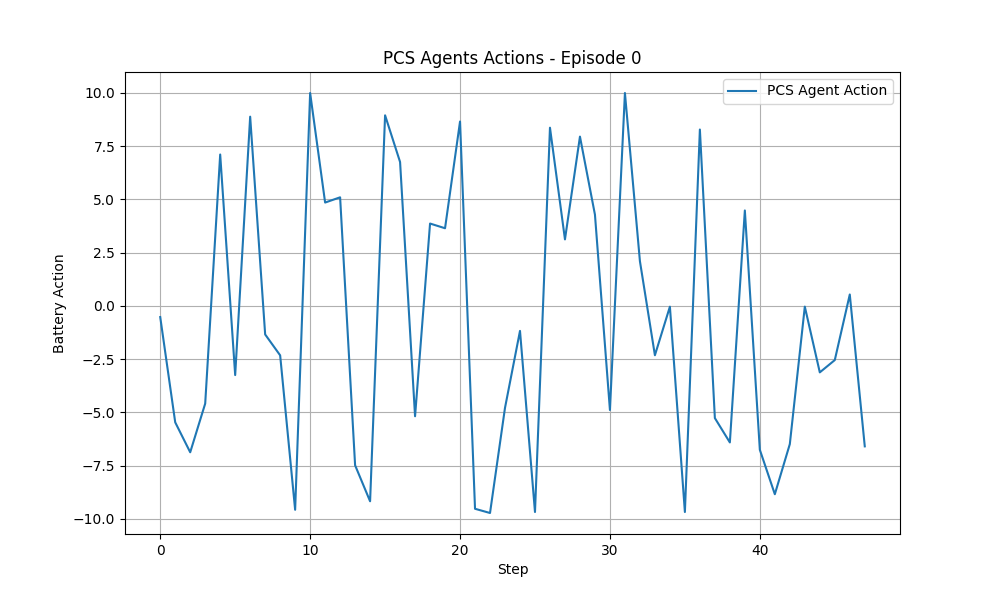 PCS Agents Actions - Episode 0
PCS Agent Action
10.0
7.5
5.0
2.5
0.0
−2.5
−5.0
−7.5
−10.0
Battery Action
0 10 20 30 40
Step